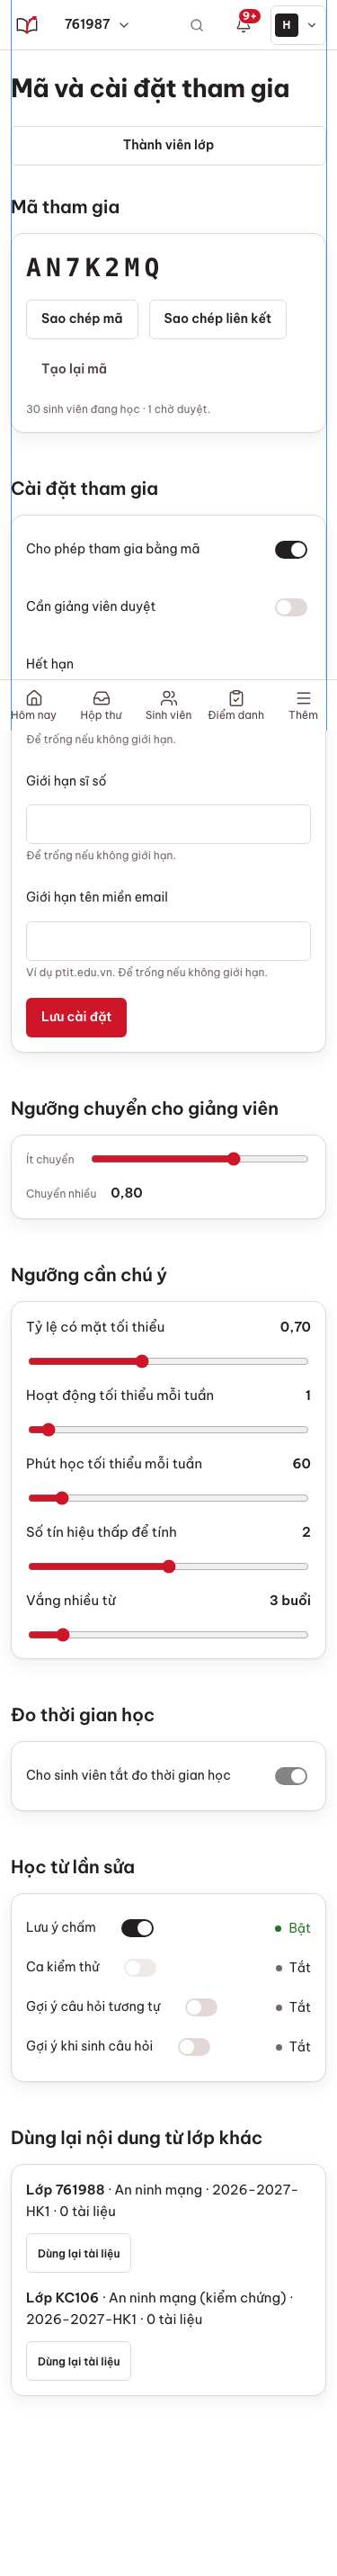 761987
9+
H
Mã và cài đặt tham gia
Thành viên lớp
Mã tham gia
AN7K2MQ
Sao chép mã
Sao chép liên kết
Tạo lại mã
30 sinh viên đang học · 1 chờ duyệt.
Cài đặt tham gia
Cho phép tham gia bằng mã
Cần giảng viên duyệt
Hết hạn
Hôm nay
Hộp thư
Sinh viên
Điểm danh
Thêm
Để trống nếu không giới hạn.
Giới hạn sĩ số
Để trống nếu không giới hạn.
Giới hạn tên miền email
Ví dụ ptit.edu.vn. Để trống nếu không giới hạn.
Lưu cài đặt
Ngưỡng chuyển cho giảng viên
Ít chuyển
Chuyển nhiều 0,80
Ngưỡng cần chú ý
Tỷ lệ có mặt tối thiểu 0,70
Hoạt động tối thiểu mỗi tuần 1
Phút học tối thiểu mỗi tuần 60
Số tín hiệu thấp để tính 2
Vắng nhiều từ 3 buổi
Đo thời gian học
Cho sinh viên tắt đo thời gian học
Học từ lần sửa
Lưu ý chấm Bật
Ca kiểm thử Tắt
Gợi ý câu hỏi tương tự Tắt
Gợi ý khi sinh câu hỏi Tắt
Dùng lại nội dung từ lớp khác
Lớp 761988 · An ninh mạng · 2026-2027-
HK1 · 0 tài liệu
Dùng lại tài liệu
Lớp KC106 · An ninh mạng (kiểm chứng) ·
2026-2027-HK1 · 0 tài liệu
Dùng lại tài liệu